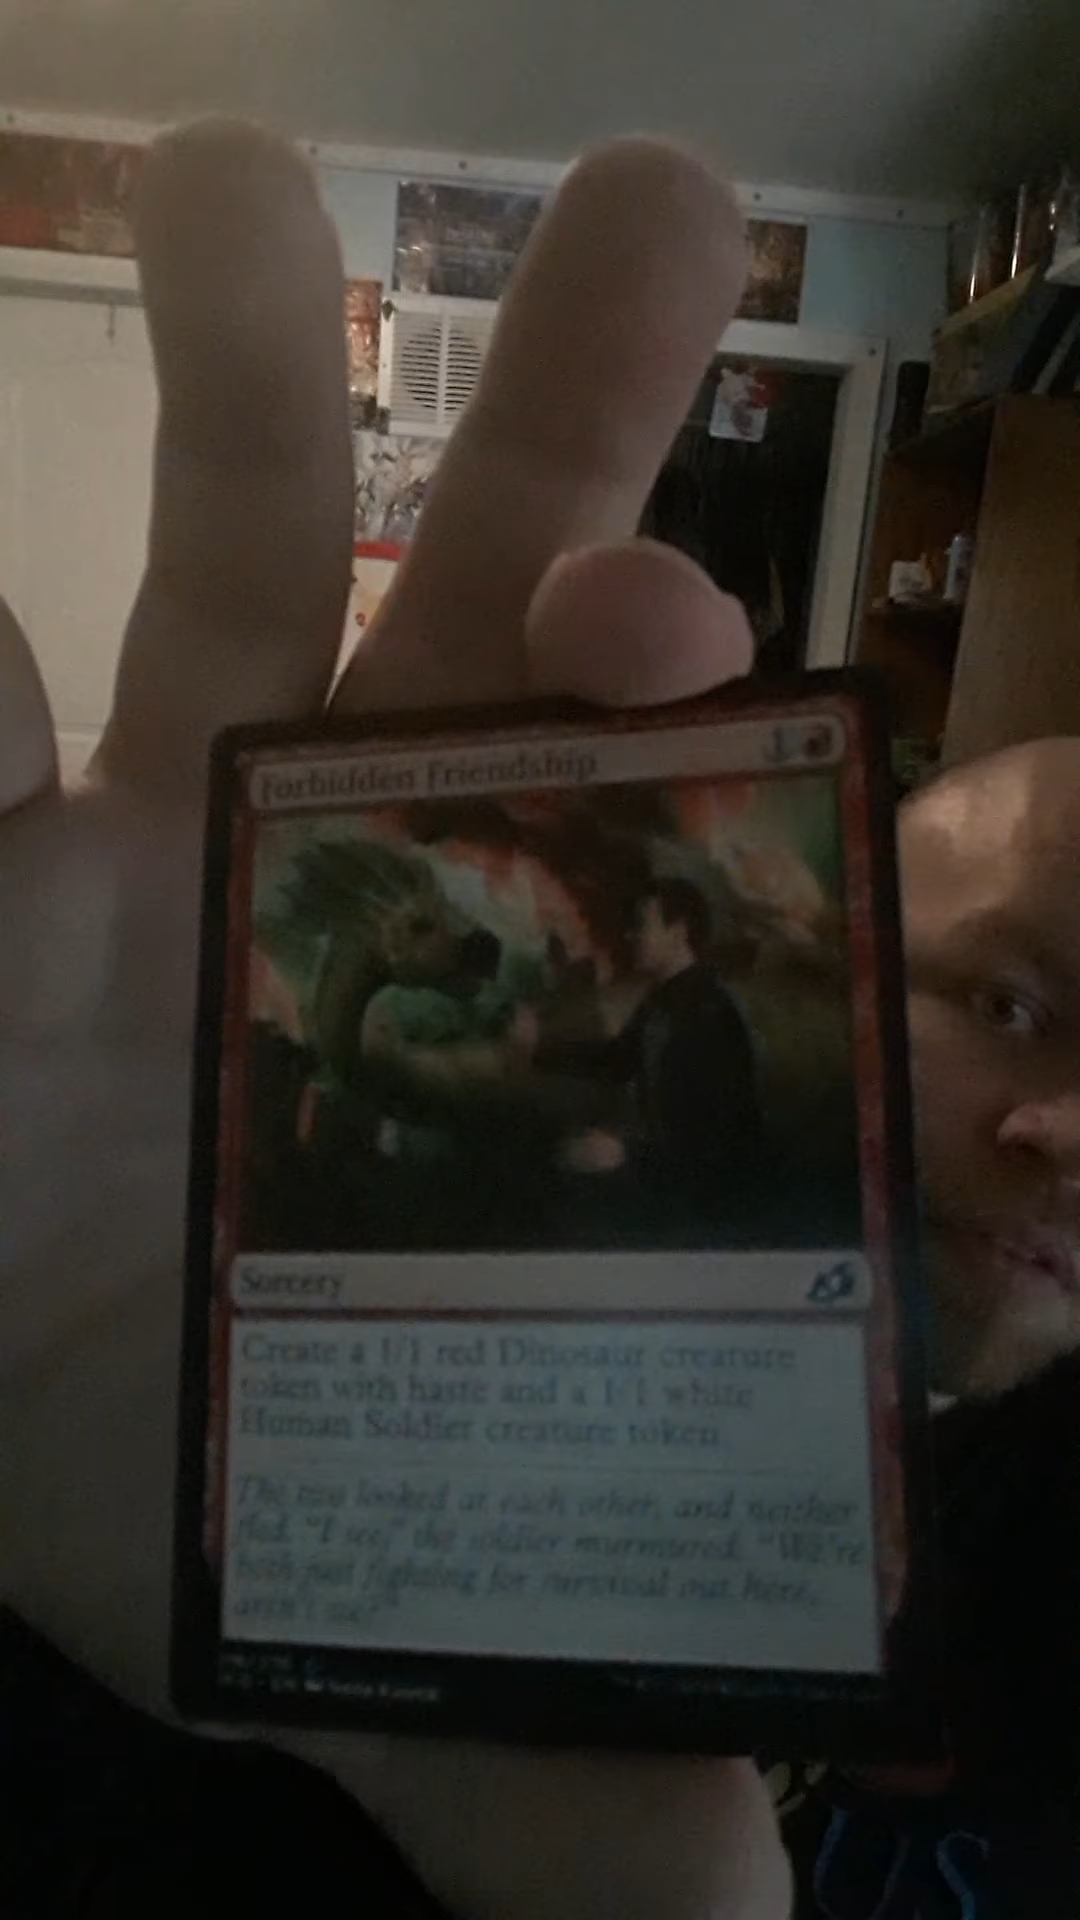 Forbidden Friendship 1
Sorcery
Create a 1/1 red Dinosaur creature
token with haste and a 1/1 white
Human Soldier creature token.
The two looked at each other, and neither
fled. "I see," the soldier murmured. "We're
both just fighting for survival out here,
aren't we?"